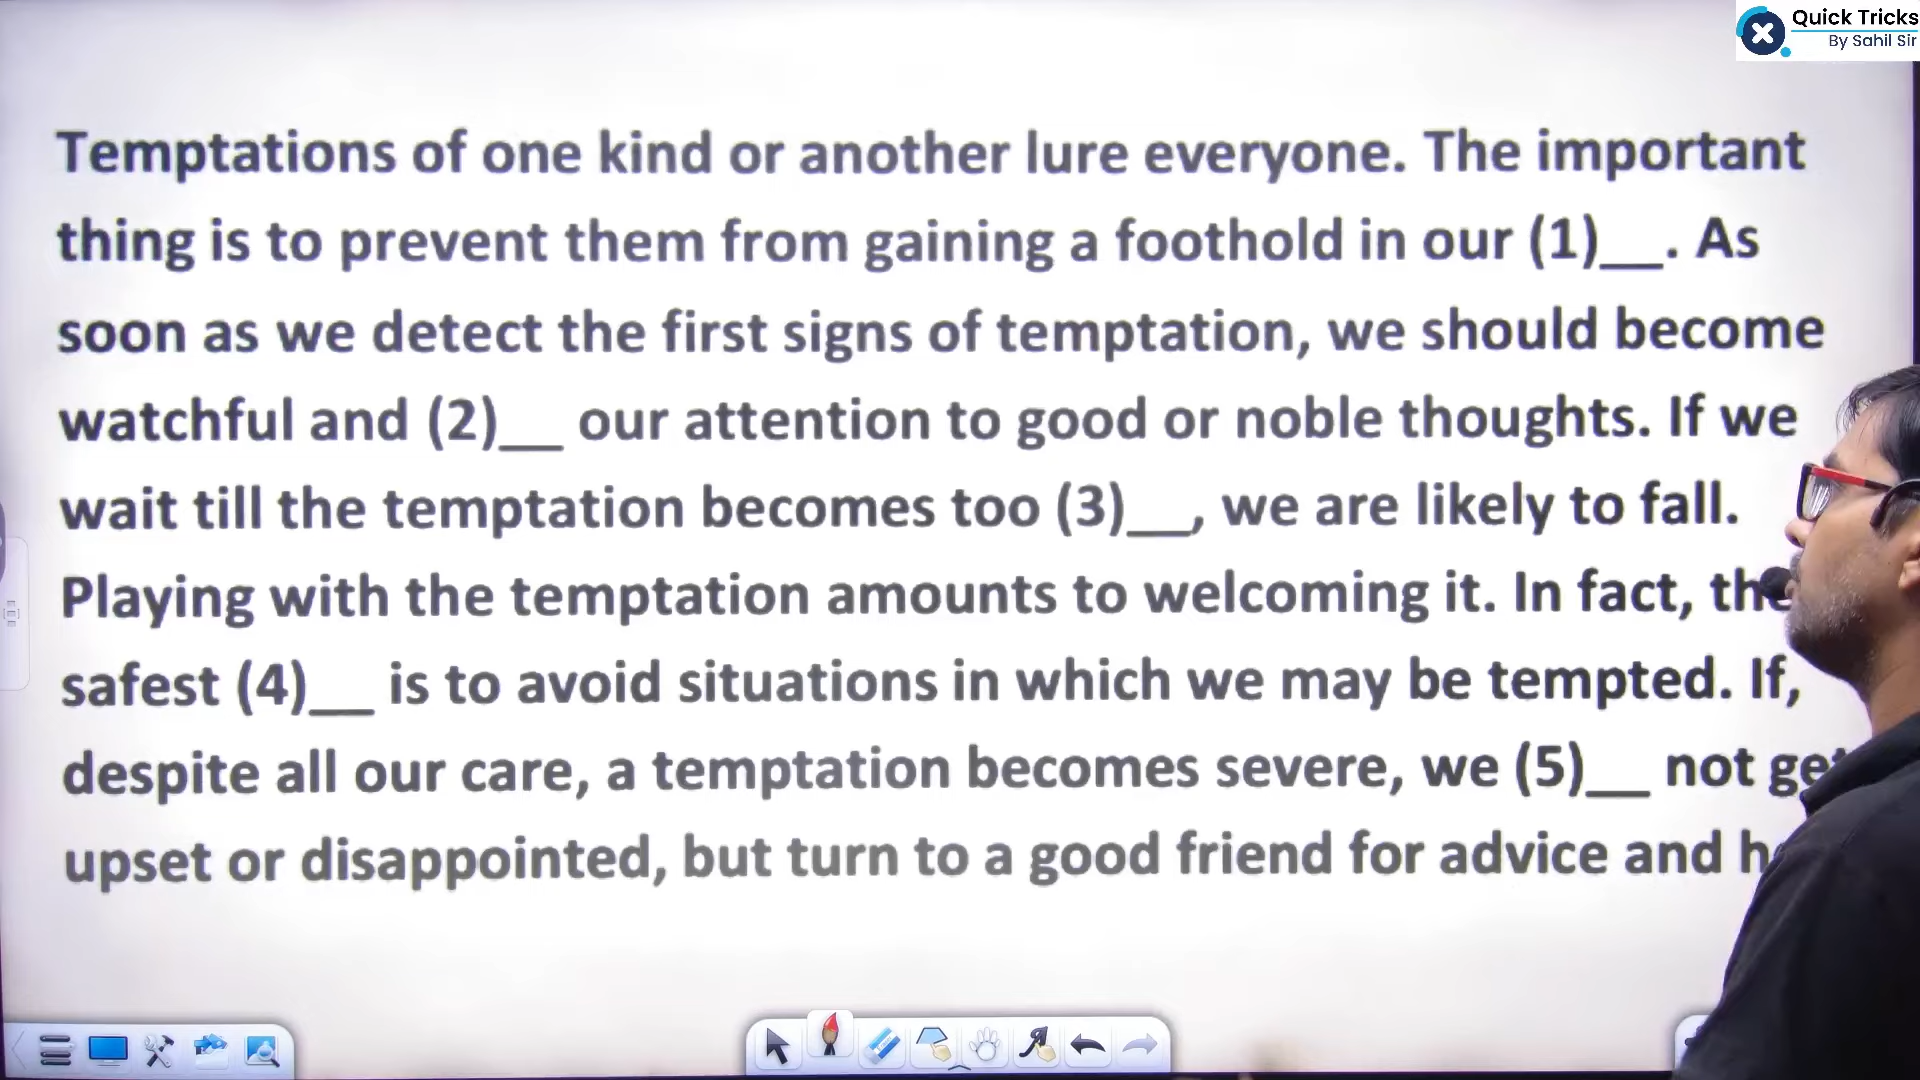 Quick Tricks
By Sahil Sir
Temptations of one kind or another lure everyone. The important
thing is to prevent them from gaining a foothold in our (1)__. As
soon as we detect the first signs of temptation, we should become
watchful and (2)__ our attention to good or noble thoughts. If we
wait till the temptation becomes too (3)__, we are likely to fall.
Playing with the temptation amounts to welcoming it. In fact, the
safest (4)__ is to avoid situations in which we may be tempted. If,
despite all our care, a temptation becomes severe, we (5)__ not get
upset or disappointed, but turn to a good friend for advice and